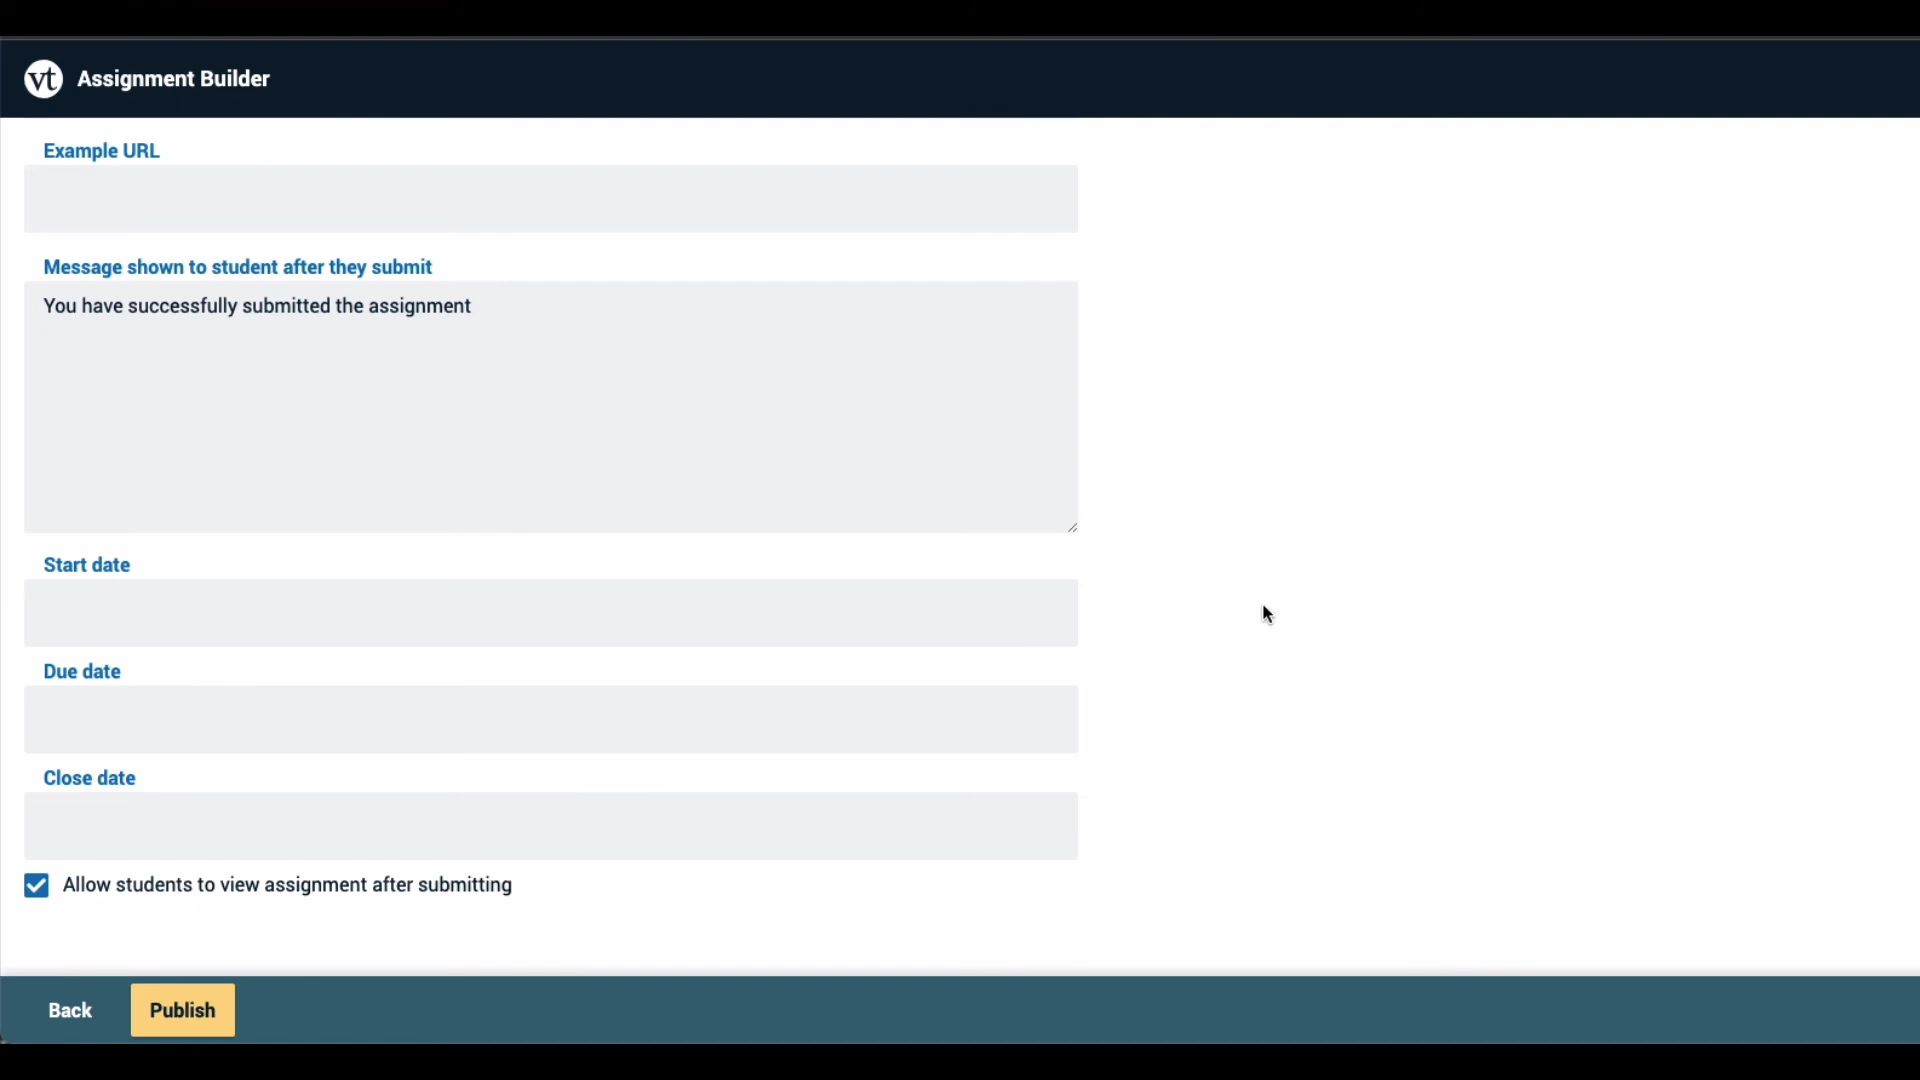 vt Assignment Builder
Example URL
Message shown to student after they submit
You have successfully submitted the assignment
Start date
Due date
Close date
Allow students to view assignment after submitting
Back Publish